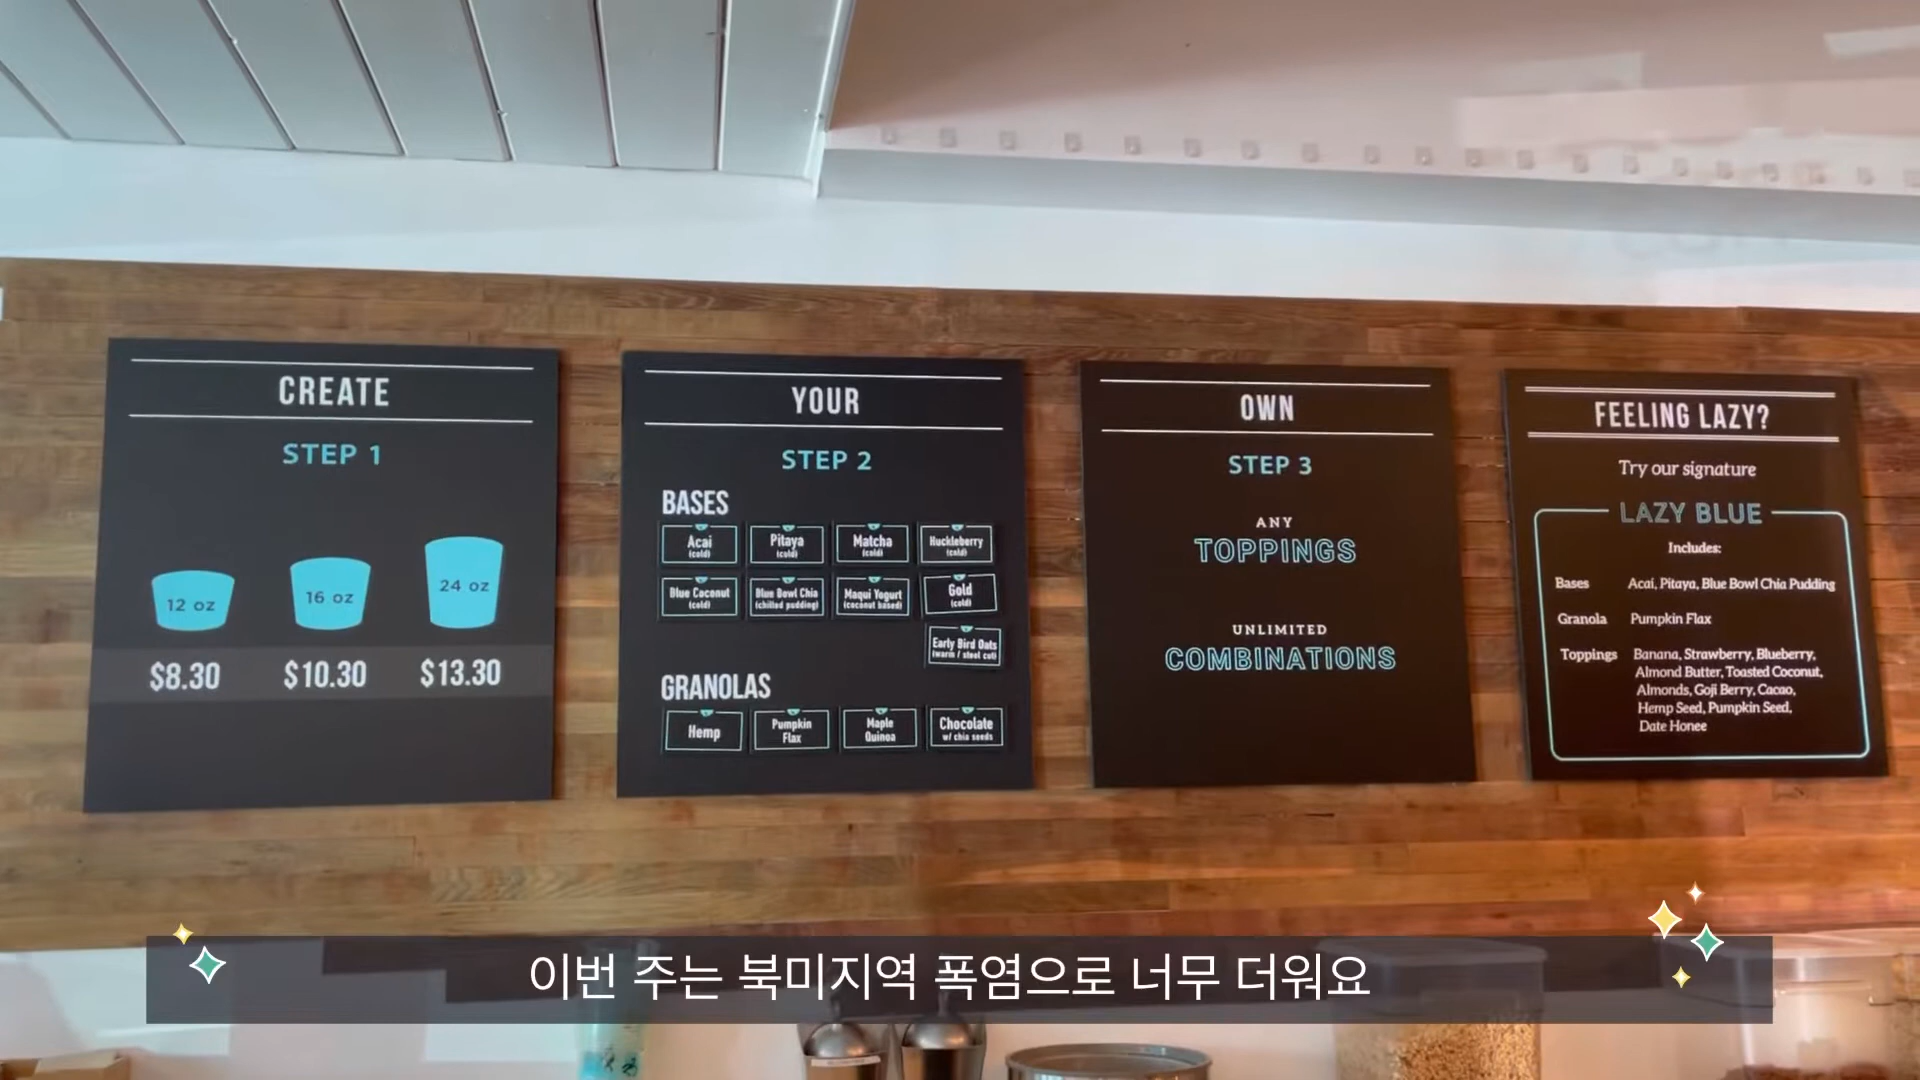 CREATE
STEP 1
12 oz
16 oz
24 oz
$8.30
$10.30
$13.30
YOUR
STEP 2
BASES
Acai
(cold)
Pitaya
(cold)
Matcha
(cold)
Huckleberry
(cold)
Blue Coconut
(cold)
Blue Bowl Chia
(chilled pudding)
Maqui Yogurt
(coconut based)
Gold
(cold)
Early Bird Oats
(warm / steel cut)
GRANOLAS
Hemp
Pumpkin
Flax
Maple
Quinoa
Chocolate
w/ chia seeds
OWN
STEP 3
ANY
TOPPINGS
UNLIMITED
COMBINATIONS
FEELING LAZY?
Try our signature
LAZY BLUE
Includes:
Bases Acai, Pitaya, Blue Bowl Chia Pudding
Granola Pumpkin Flax
Toppings Banana, Strawberry, Blueberry,
Almond Butter, Toasted Coconut,
Almonds, Goji Berry, Cacao,
Hemp Seed, Pumpkin Seed,
Date Honee
이번 주는 북미지역 폭염으로 너무 더워요